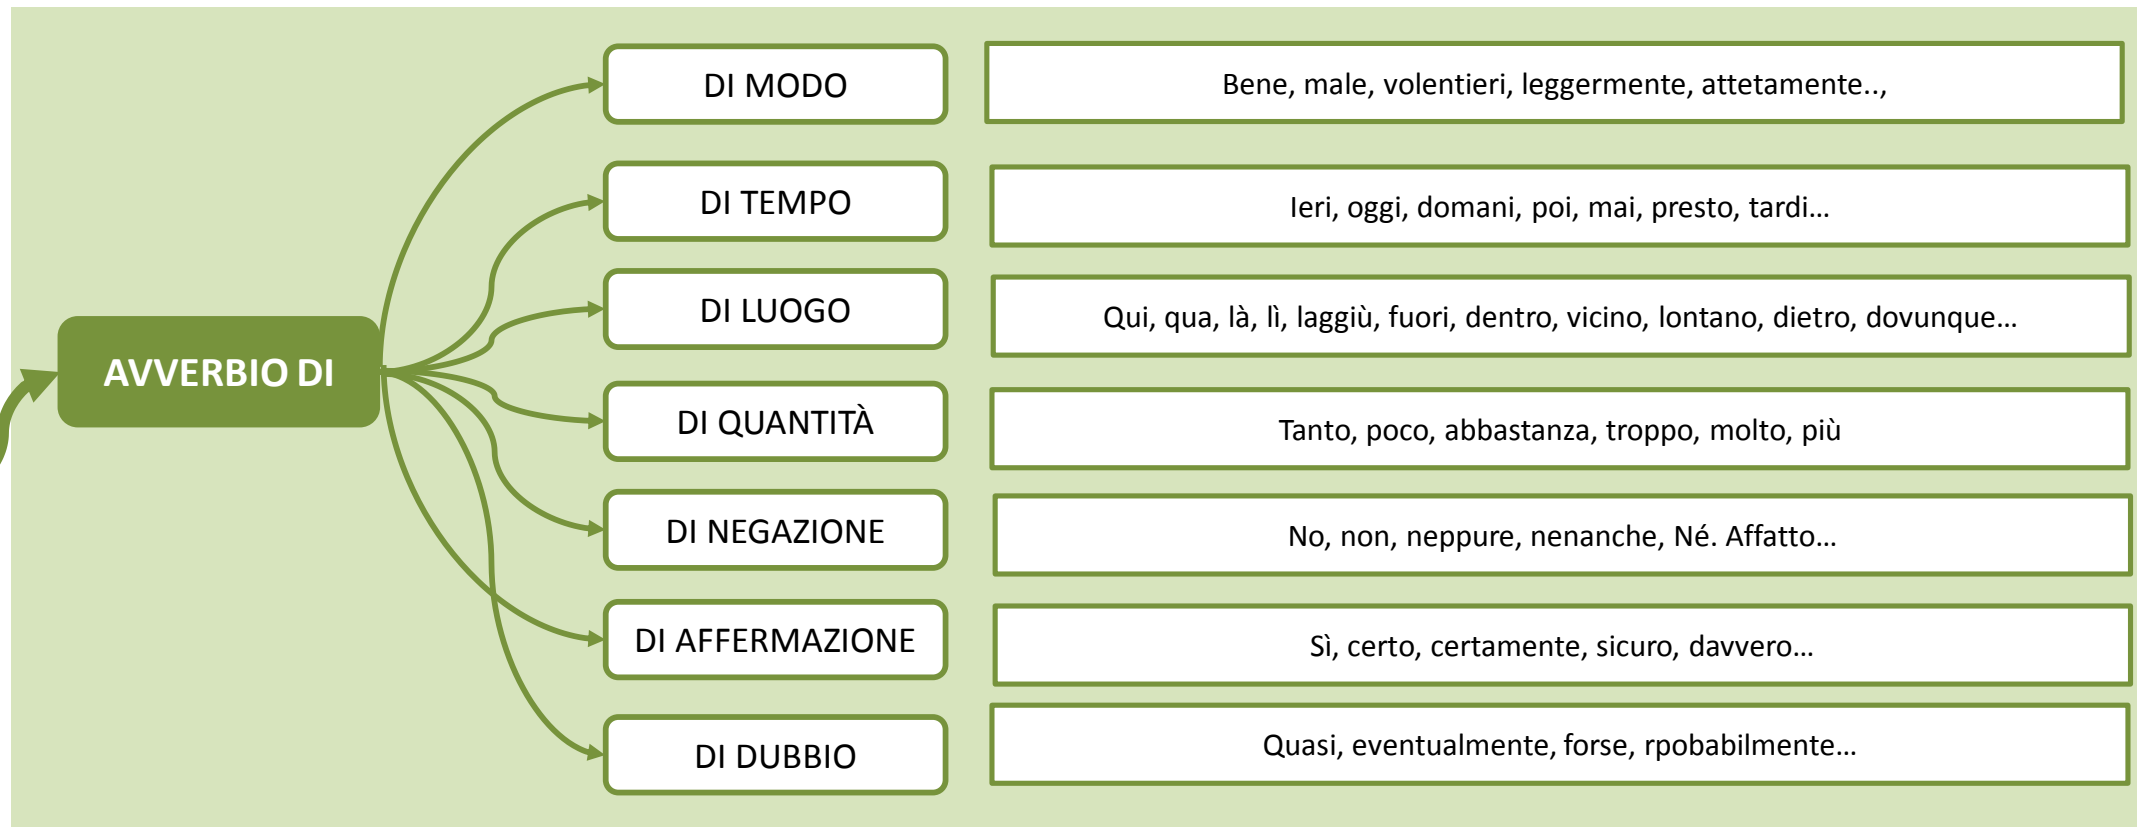 DI MODO
Bene, male, volentieri, leggermente, attetamente..,
DI TEMPO
Ieri, oggi, domani, poi, mai, presto, tardi…
DI LUOGO
Qui, qua, là, lì, laggiù, fuori, dentro, vicino, lontano, dietro, dovunque…
AVVERBIO DI
DI QUANTITÀ
Tanto, poco, abbastanza, troppo, molto, più
DI NEGAZIONE
No, non, neppure, nenanche, Né. Affatto…
DI AFFERMAZIONE
Sì, certo, certamente, sicuro, davvero…
DI DUBBIO
Quasi, eventualmente, forse, rpobabilmente…